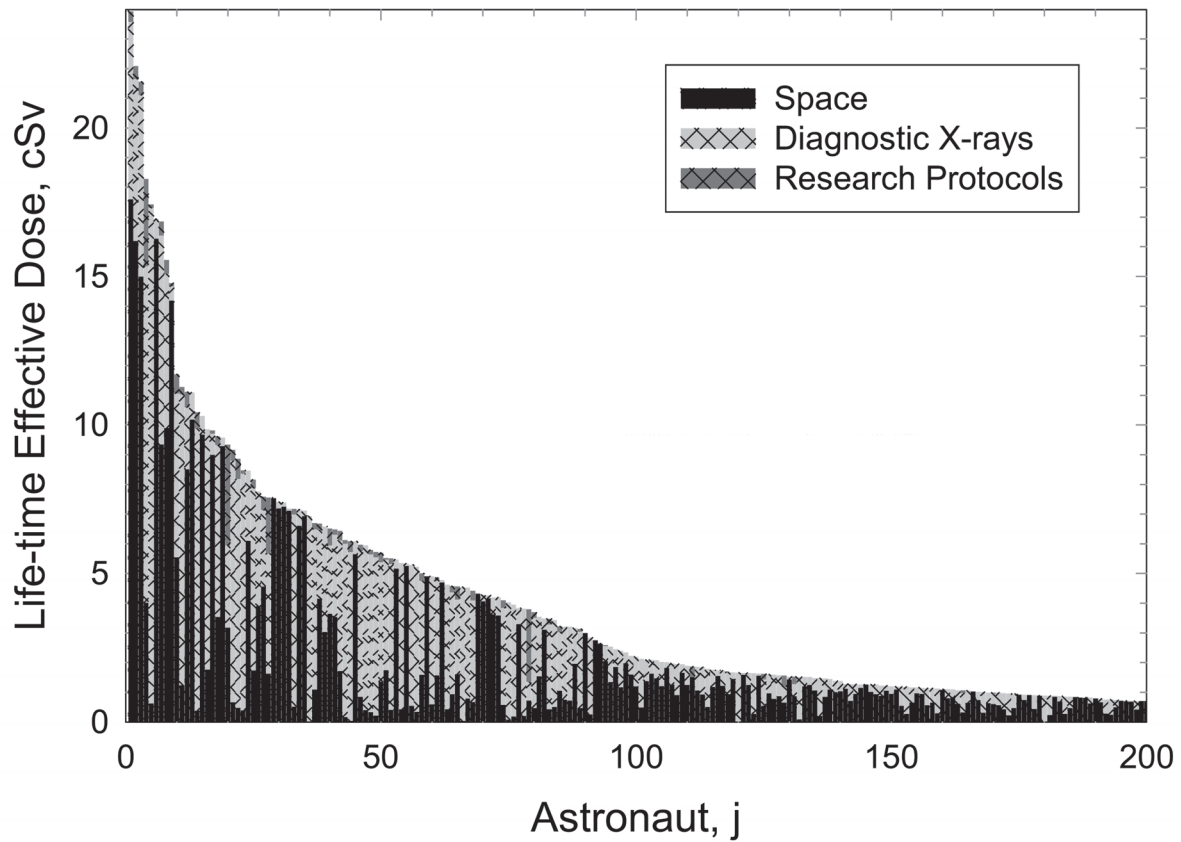 Life-time Effective Dose, cSv
20
15
10
5
0
Space
Diagnostic X-rays
Research Protocols
0 50 100 150 200
Astronaut, j